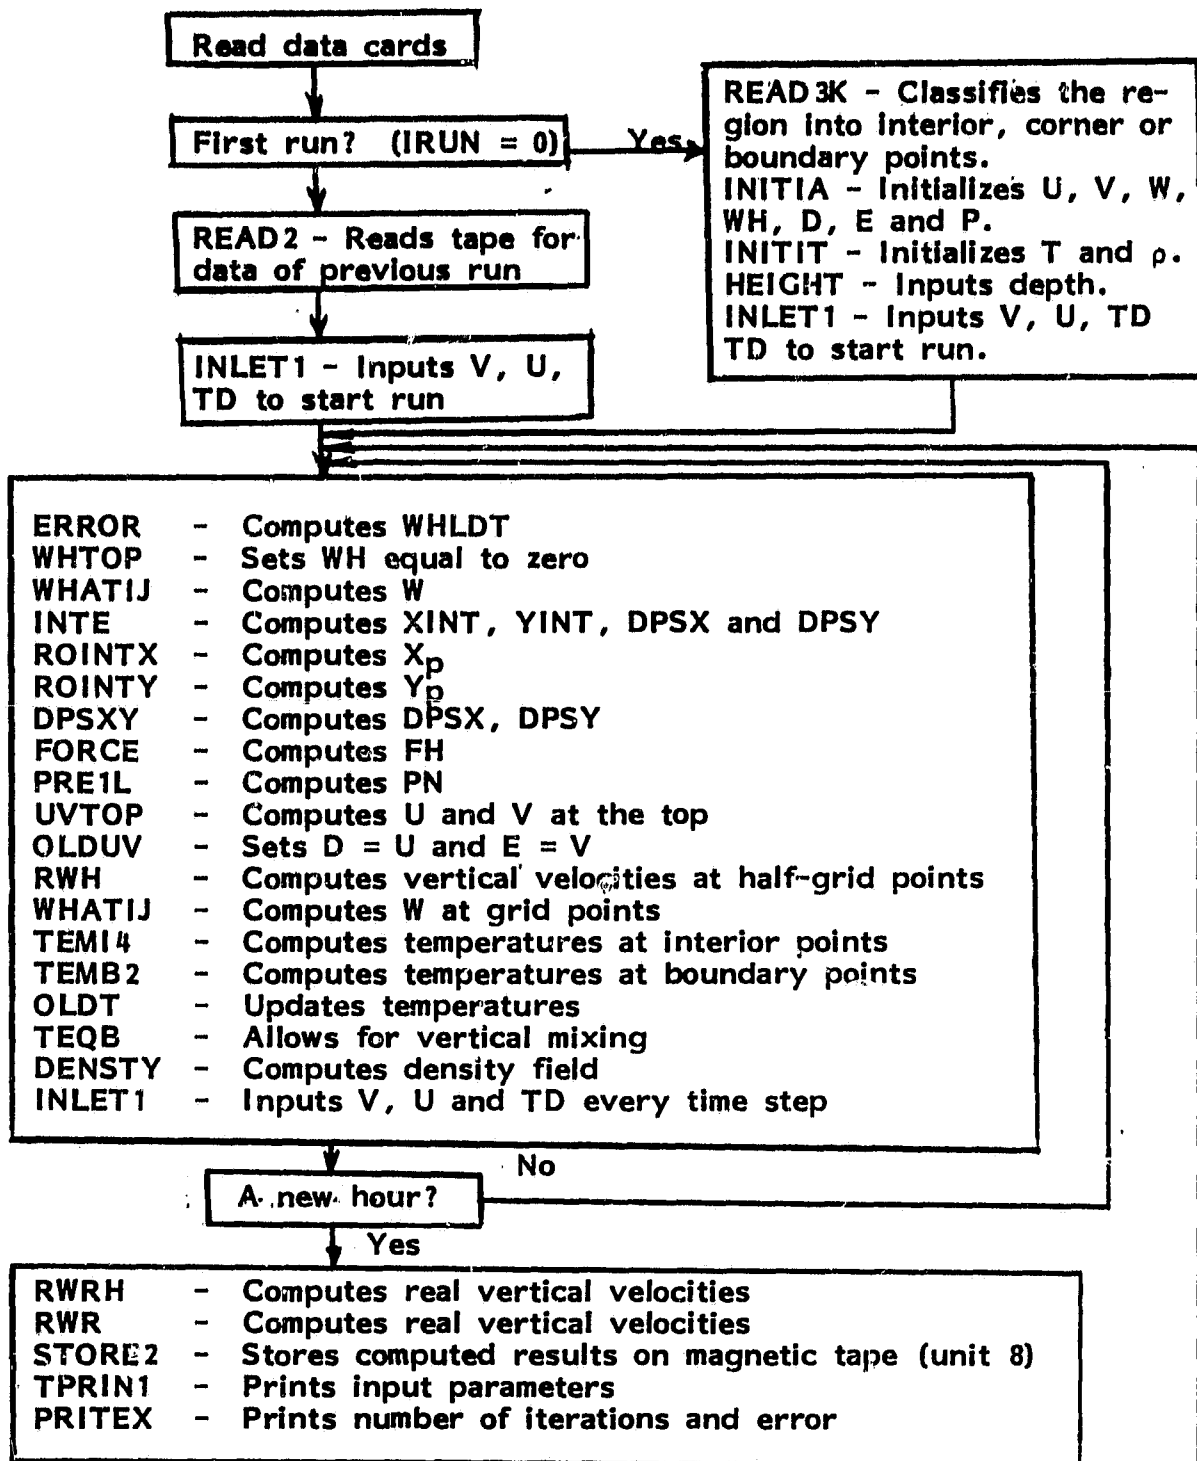 Read data cards
First run? (IRUN = 0)
Yes
READ3K - Classifies the re-
gion into interior, corner or
boundary points.
INITIA - Initializes U, V, W,
WH, D, E and P.
INITIT - Initializes T and ρ.
HEIGHT - Inputs depth.
INLET1 - Inputs V, U, TD
TD to start run.
READ2 - Reads tape for
data of previous run
INLET1 - Inputs V, U,
TD to start run
ERROR - Computes WHLDT
WHTOP - Sets WH equal to zero
WHATIJ - Computes W
INTE - Computes XINT, YINT, DPSX and DPSY
ROINTX - Computes Xp
ROINTY - Computes Yp
DPSXY - Computes DPSX, DPSY
FORCE - Computes FH
PRE1L - Computes PN
UVTOP - Computes U and V at the top
OLDUV - Sets D = U and E = V
RWH - Computes vertical velocities at half-grid points
WHATIJ - Computes W at grid points
TEMI4 - Computes temperatures at interior points
TEMB2 - Computes temperatures at boundary points
OLDT - Updates temperatures
TEQB - Allows for vertical mixing
DENSTY - Computes density field
INLET1 - Inputs V, U and TD every time step
No
A new hour?
Yes
RWRH - Computes real vertical velocities
RWR - Computes real vertical velocities
STORE2 - Stores computed results on magnetic tape (unit 8)
TPRIN1 - Prints input parameters
PRITEX - Prints number of iterations and error